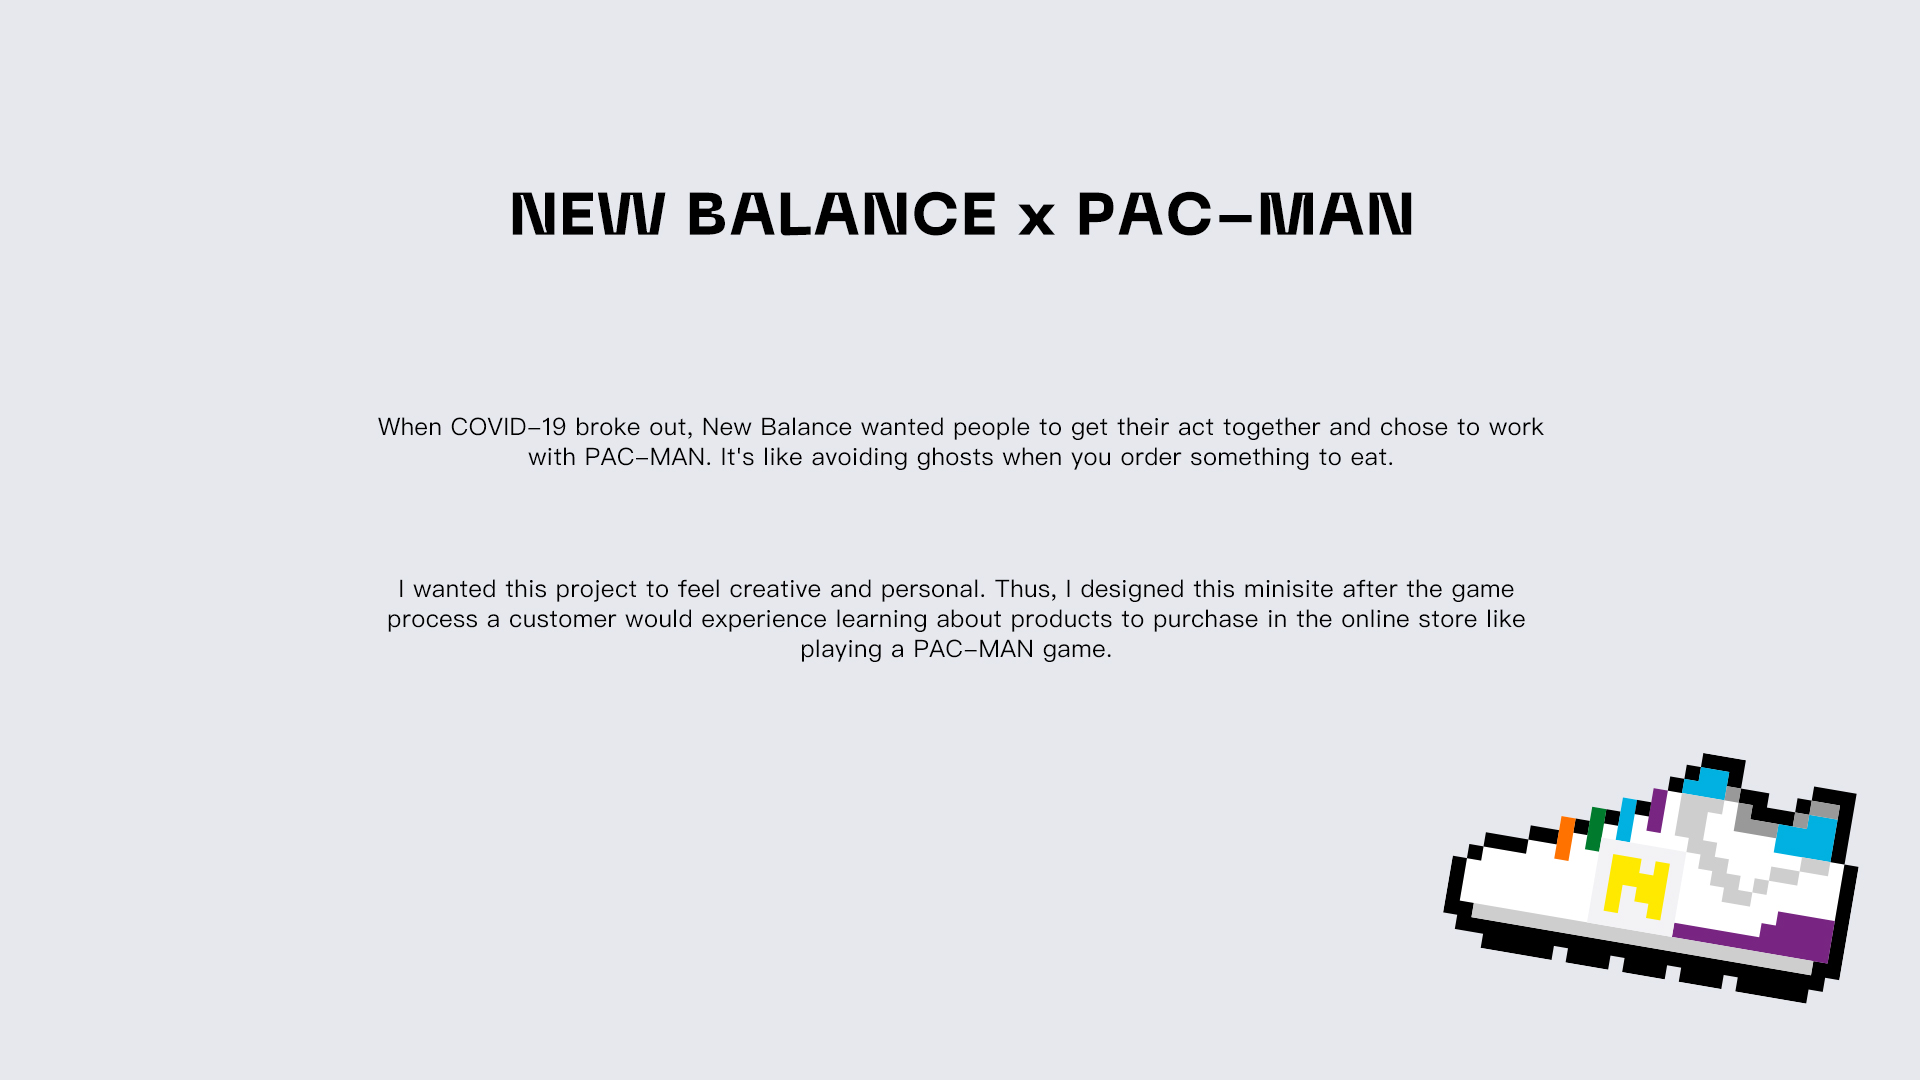 NEW BALANCE x PAC-MAN
When COVID-19 broke out, New Balance wanted people to get their act together and chose to work
with PAC-MAN. It's like avoiding ghosts when you order something to eat.
I wanted this project to feel creative and personal. Thus, I designed this minisite after the game
process a customer would experience learning about products to purchase in the online store like
playing a PAC-MAN game.
N